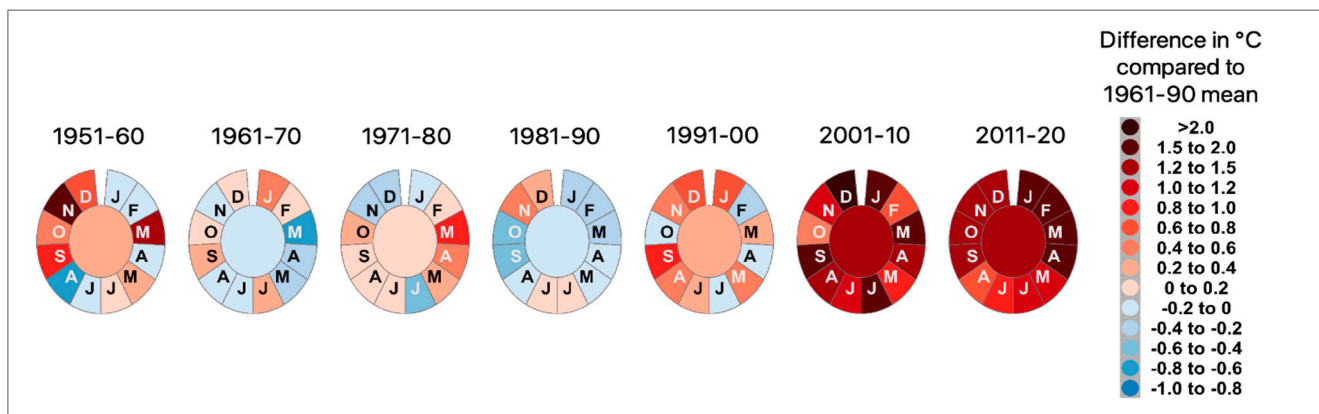 Difference in °C
compared to
1961-90 mean
1951-60 1961-70 1971-80 1981-90 1991-00 2001-10 2011-20
J F M A M J J A S O N D
J F M A M J J A S O N D
J F M A M J J A S O N D
J F M A M J J A S O N D
J F M A M J J A S O N D
J F M A M J J A S O N D
J F M A M J J A S O N D
>2.0
1.5 to 2.0
1.2 to 1.5
1.0 to 1.2
0.8 to 1.0
0.6 to 0.8
0.4 to 0.6
0.2 to 0.4
0 to 0.2
-0.2 to 0
-0.4 to -0.2
-0.6 to -0.4
-0.8 to -0.6
-1.0 to -0.8